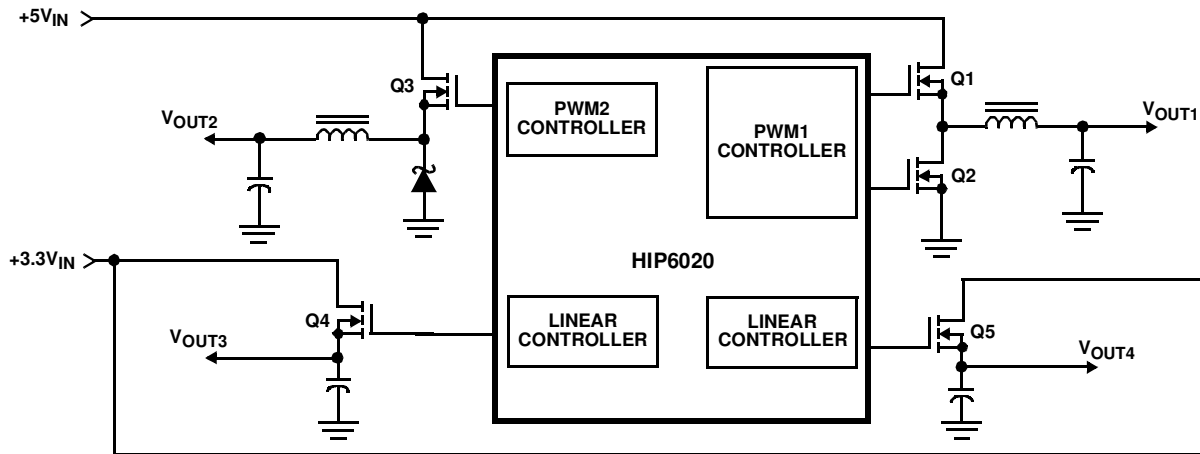 +5VIN
Q3
Q1
VOUT2
PWM2
CONTROLLER
PWM1
CONTROLLER
VOUT1
Q2
+3.3VIN
HIP6020
Q4
VOUT3
LINEAR
CONTROLLER
LINEAR
CONTROLLER
Q5
VOUT4